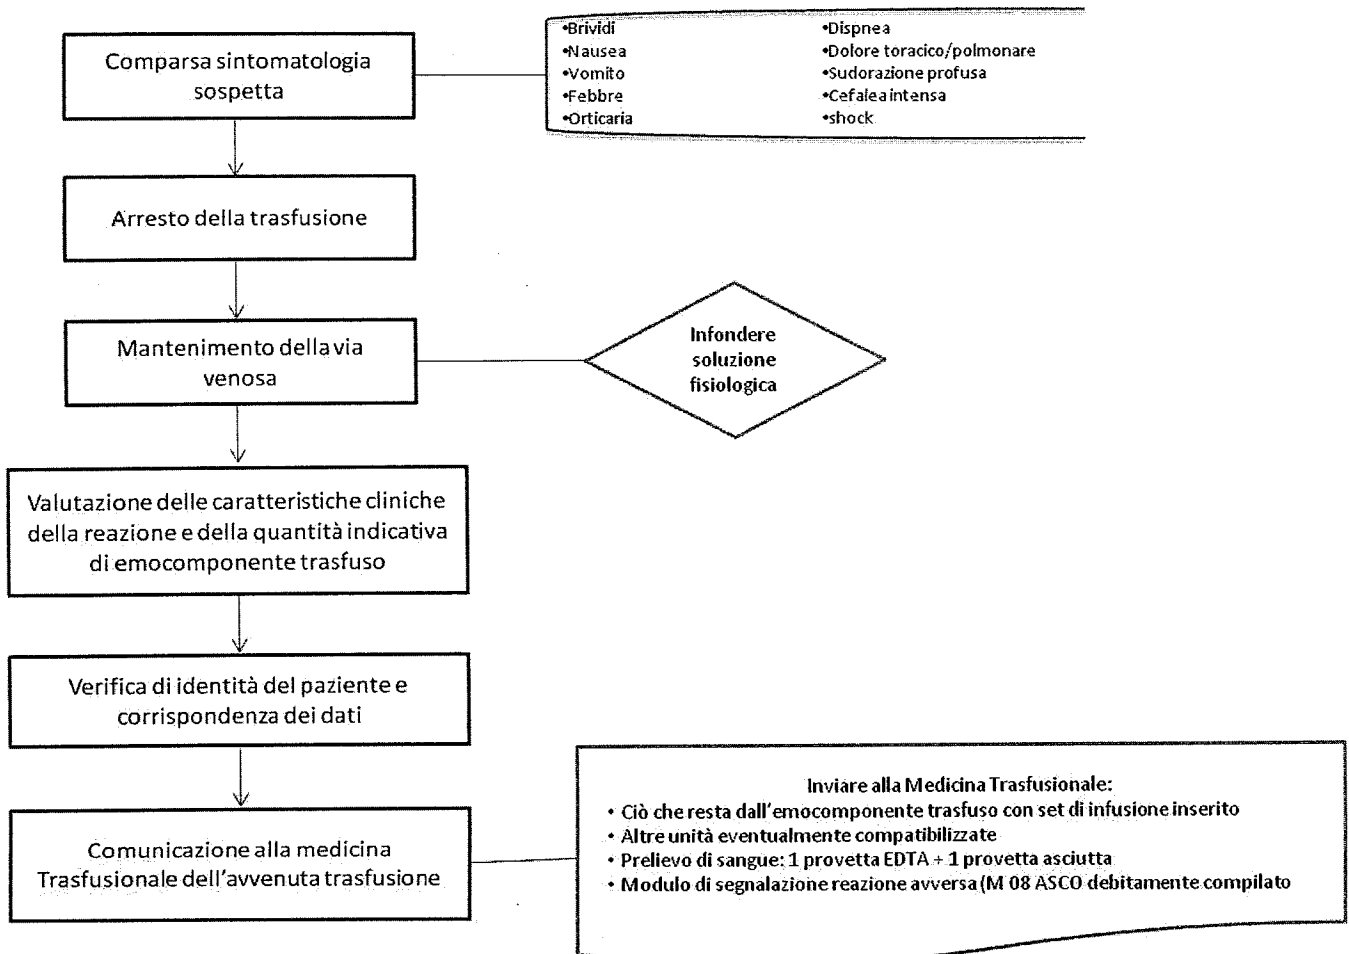 Comparsa sintomatologia
sospetta
•Brividi
•Nausea
•Vomito
•Febbre
•Orticaria
•Dispnea
•Dolore toracico/polmonare
•Sudorazione profusa
•Cefalea intensa
•shock
Arresto della trasfusione
Mantenimento della via
venosa
Infondere
soluzione
fisiologica
Valutazione delle caratteristiche cliniche
della reazione e della quantità indicativa
di emocomponente trasfuso
Verifica di identità del paziente e
corrispondenza dei dati
Comunicazione alla medicina
Trasfusionale dell'avvenuta trasfusione
Inviare alla Medicina Trasfusionale:
• Ciò che resta dall'emocomponente trasfuso con set di infusione inserito
• Altre unità eventualmente compatibilizzate
• Prelievo di sangue: 1 provetta EDTA + 1 provetta asciutta
• Modulo di segnalazione reazione avversa (M 08 ASCO debitamente compilato